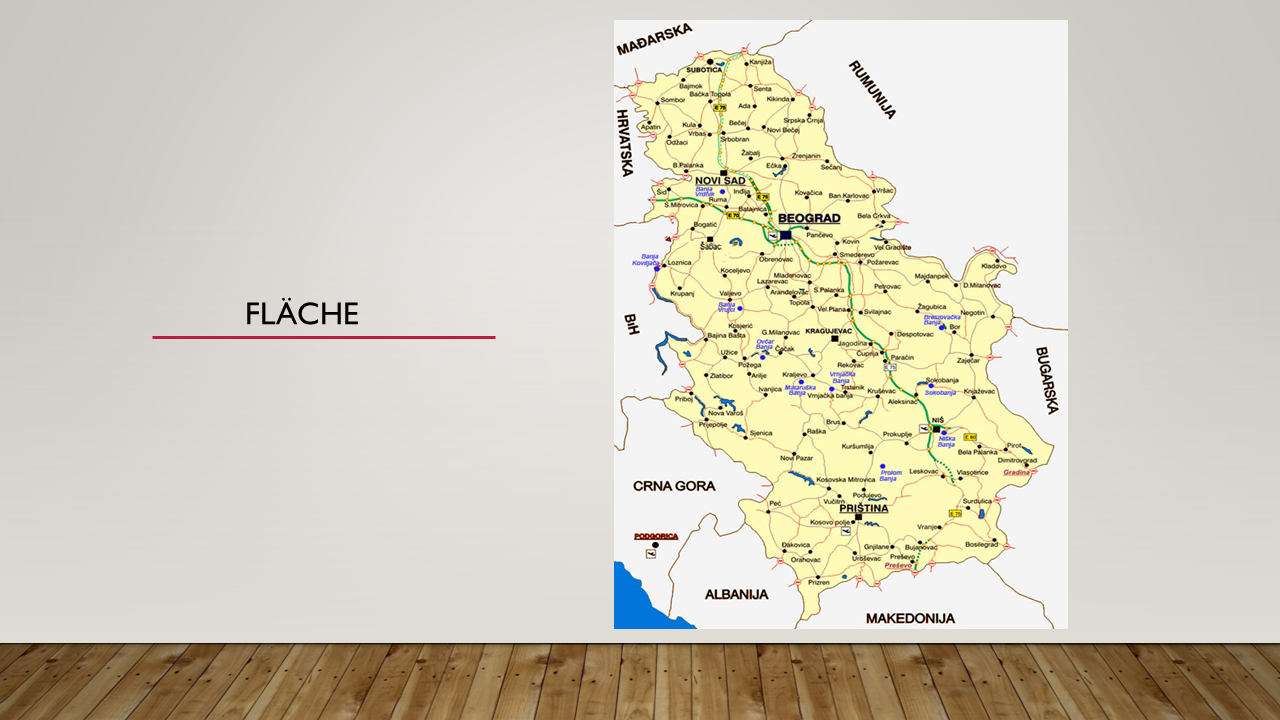 FLÄCHE
MAĐARSKA
RUMUNIJA
HRVATSKA
BiH
BUGARSKA
CRNA GORA
PODGORICA
ALBANIJA
MAKEDONIJA
SUBOTICA
Kanjiža
Bajmok
Bačka Topola
Senta
Sombor
Ada
Kikinda
E 75
Apatin
Kula
Bečej
Srpska Crnja
Vrbas
Srbobran
Novi Bečej
Odžaci
Žabalj
Zrenjanin
B.Palanka
Ečka
Sečanj
NOVI SAD
Šid
Banja
Vrdnik
Inđija
E 75
Kovačica
Ban.Karlovac
Vršac
S.Mitrovica
Ruma
Batajnica
E 70
BEOGRAD
Bela Crkva
Bogatić
Pančevo
Šabac
Kovin
Vel.Gradište
Banja
Koviljača
Loznica
Obrenovac
Smederevo
Požarevac
Kladovo
Koceljevo
Mladenovac
Majdanpek
D.Milanovac
Krupanj
Lazarevac
Valjevo
Aranđelovac
S.Palanka
Petrovac
Banja
Vrujci
Topola
Vel.Plana
Svilajnac
Žagubica
Negotin
Brestovačka
Banja
Bor
Kosjerić
Bajina Bašta
G.Milanovac
KRAGUJEVAC
Despotovac
Ovčar
Banja
Čačak
Jagodina
Užice
Požega
Ćuprija
Paraćin
Zaječar
Rekovac
E 75
Zlatibor
Arilje
Kraljevo
Vrnjačka
Banja
Mataruška
Banja
Trstenik
Vrnjačka banja
Kruševac
Sokobanja
Sokobanja
Knjaževac
Ivanjica
Priboj
Aleksinac
Nova Varoš
Prijepolje
Brus
NIŠ
Niška
Banja
E 80
Sjenica
Raška
Prokuplje
Kuršumlija
Pirot
Bela Palanka
Dimitrovgrad
Gradina
Novi Pazar
Prolom
Banja
Leskovac
Vlasotince
Kosovska Mitrovica
Podujevo
Vučitrn
Peć
Surdulica
PRIŠTINA
E 75
Kosovo polje
Vranje
Đakovica
Gnjilane
Bujanovac
Bosilegrad
Orahovac
Uroševac
Preševo
Preševo
Prizren